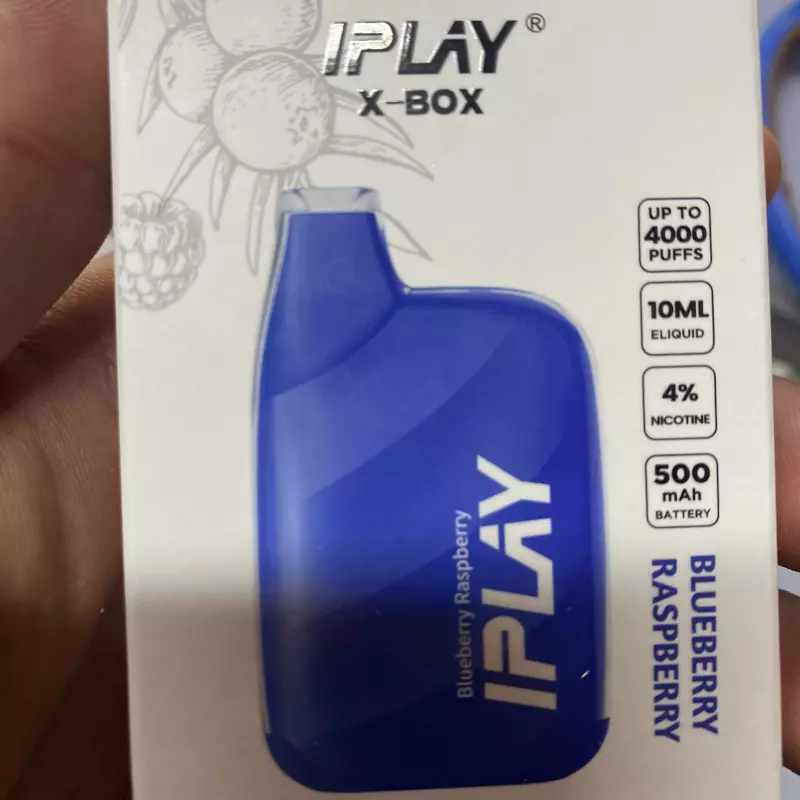 IPLAY®
X-BOX
UP TO
4000
PUFFS
10ML
ELIQUID
4%
NICOTINE
500
mAh
BATTERY
BLUEBERRY
RASPBERRY
Blueberry Raspberry
IPLAY